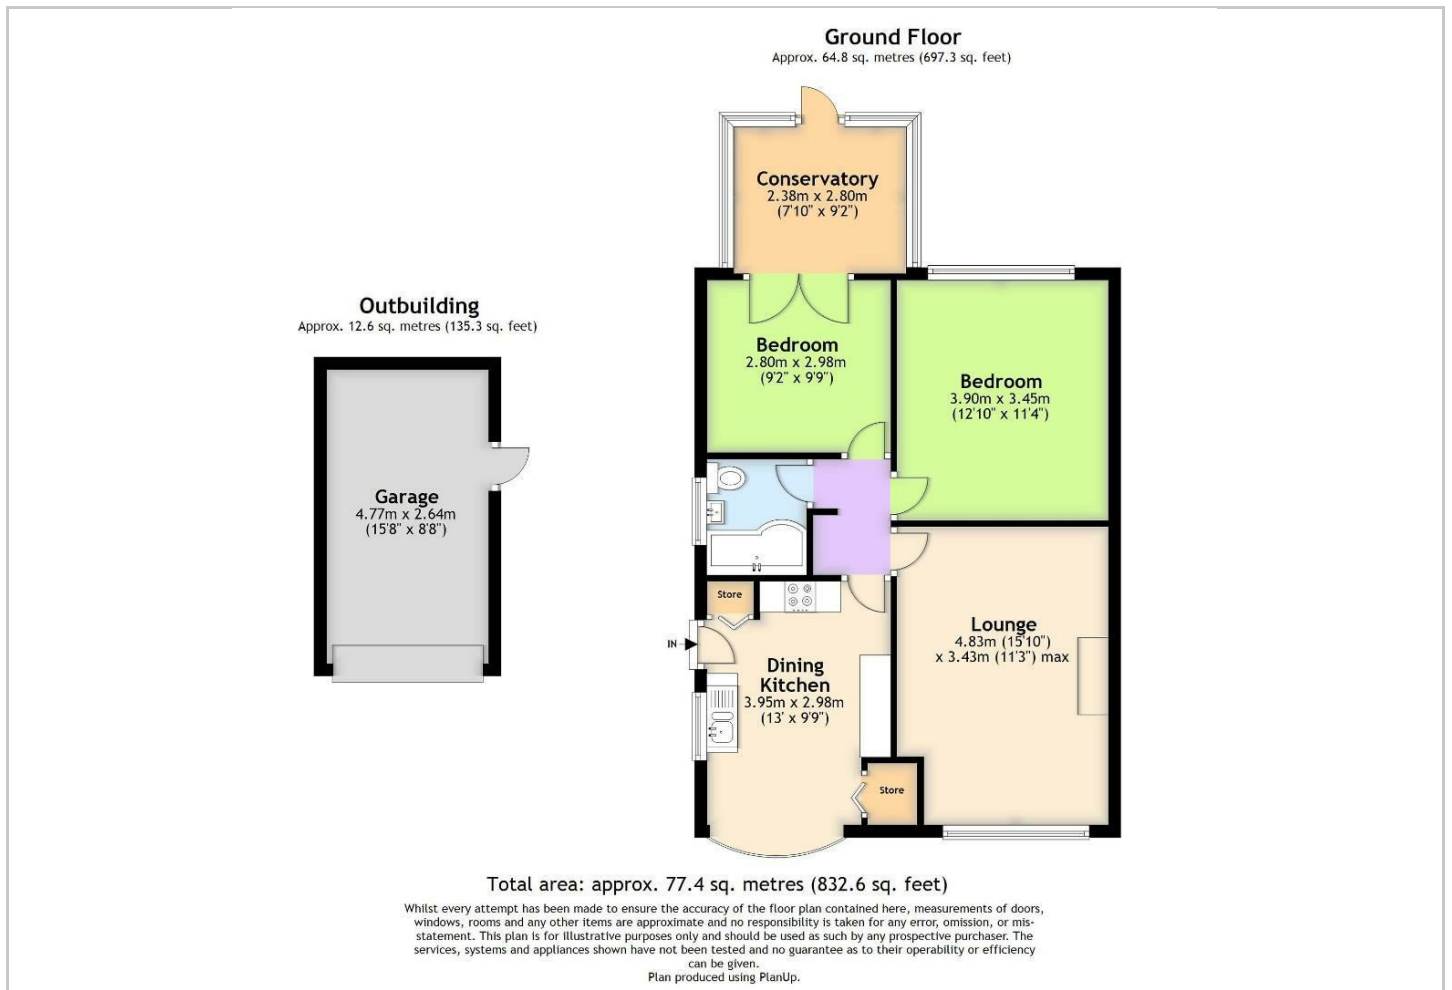 Ground Floor
Approx. 64.8 sq. metres (697.3 sq. feet)
Conservatory
2.38m x 2.80m
(7'10" x 9'2")
Outbuilding
Approx. 12.6 sq. metres (135.3 sq. feet)
Bedroom
2.80m x 2.98m
(9'2" x 9'9")
Bedroom
3.90m x 3.45m
(12'10" x 11'4")
Garage
4.77m x 2.64m
(15'8" x 8'8")
Store
IN
Lounge
4.83m (15'10")
x 3.43m (11'3") max
Dining
Kitchen
3.95m x 2.98m
(13' x 9'9")
Store
Total area: approx. 77.4 sq. metres (832.6 sq. feet)
Whilst every attempt has been made to ensure the accuracy of the floor plan contained here, measurements of doors,
windows, rooms and any other items are approximate and no responsibility is taken for any error, omission, or mis-
statement. This plan is for illustrative purposes only and should be used as such by any prospective purchaser. The
services, systems and appliances shown have not been tested and no guarantee as to their operability or efficiency
can be given.
Plan produced using PlanUp.